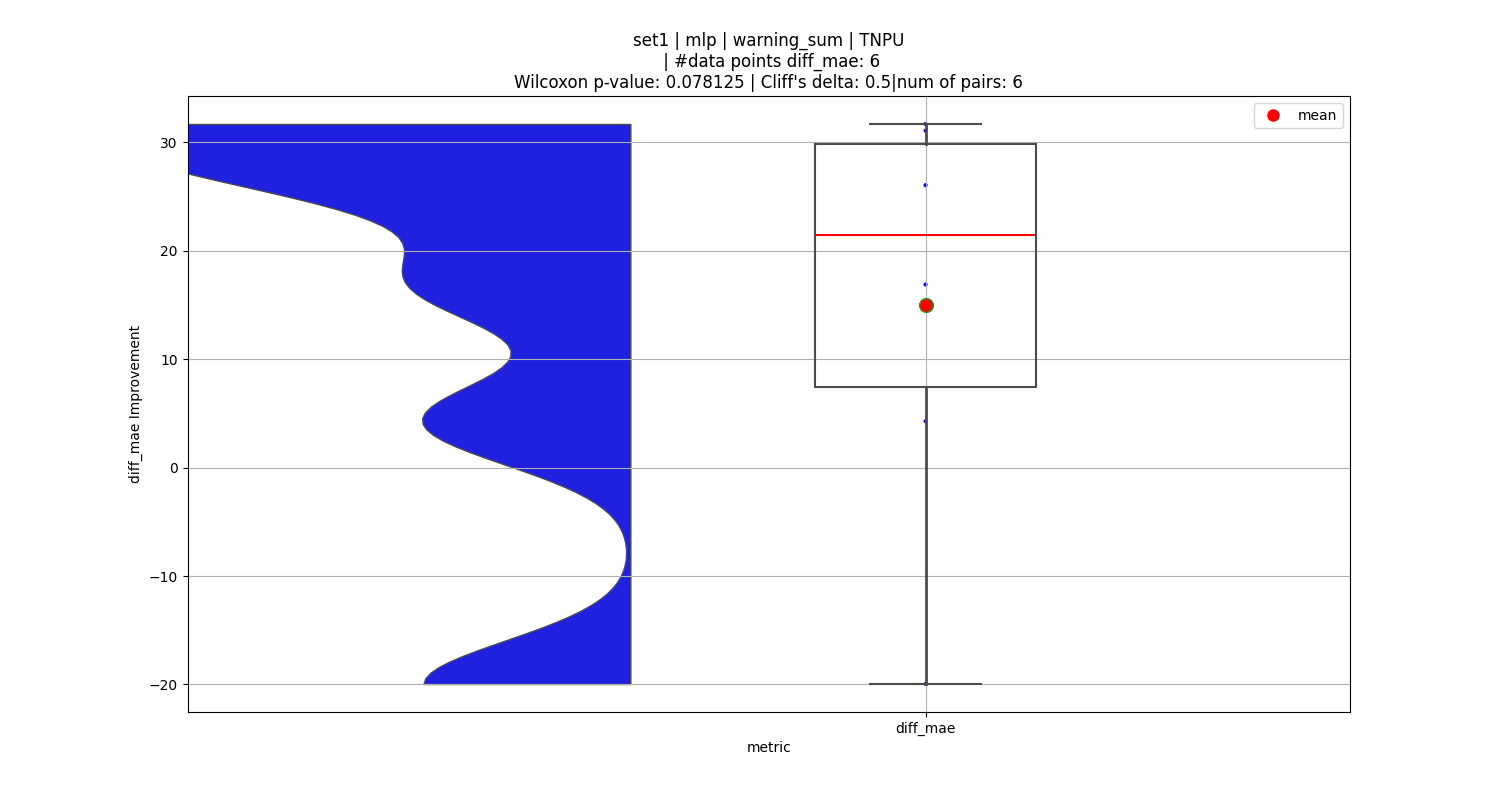 set1 | mlp | warning_sum | TNPU
| #data points diff_mae: 6
Wilcoxon p-value: 0.078125 | Cliff's delta: 0.5|num of pairs: 6
mean
30
20
10
0
−10
−20
diff_mae Improvement
diff_mae
metric